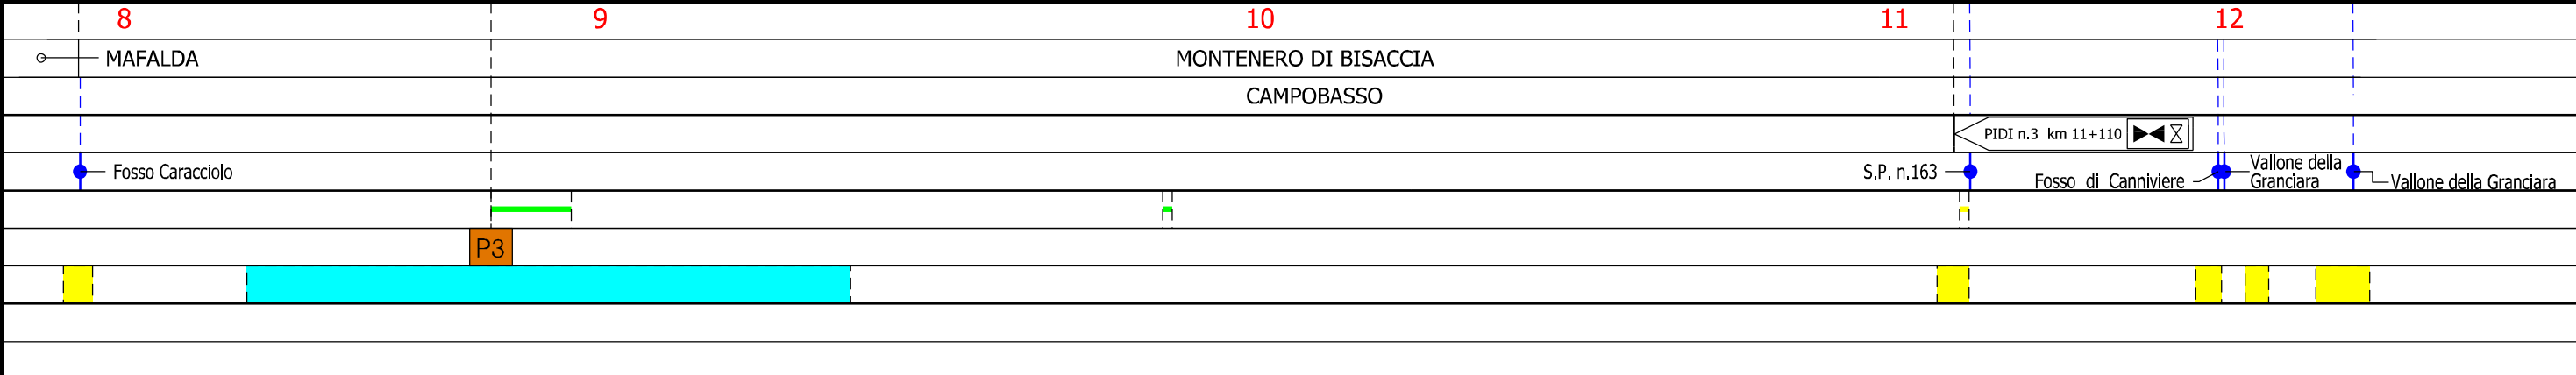 8 9 10 11 12
MAFALDA MONTENERO DI BISACCIA
CAMPOBASSO
PIDI n.3 km 11+110
Fosso Caracciolo S.P. n.163 Fosso di Canniviere Vallone della
Granciara Vallone della Granciara
P3